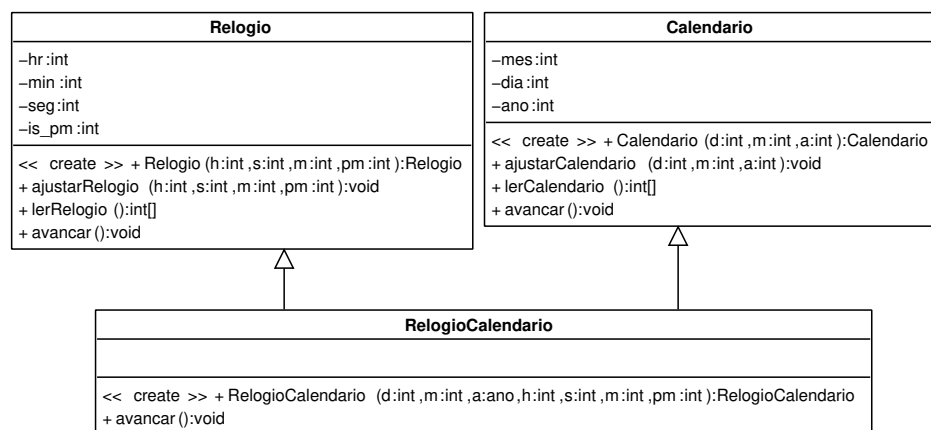 Relogio
−hr:int
−min:int
−seg:int
−is_pm:int
<< create >> + Relogio (h:int,s:int,m:int,pm:int):Relogio
+ ajustarRelogio (h:int,s:int,m:int,pm:int):void
+ lerRelogio ():int[]
+ avancar():void
Calendario
−mes:int
−dia:int
−ano:int
<< create >> + Calendario (d:int,m:int,a:int):Calendario
+ ajustarCalendario (d:int,m:int,a:int):void
+ lerCalendario ():int[]
+ avancar():void
RelogioCalendario
<< create >> + RelogioCalendario (d:int,m:int,a:ano,h:int,s:int,m:int,pm:int):RelogioCalendario
+ avancar():void